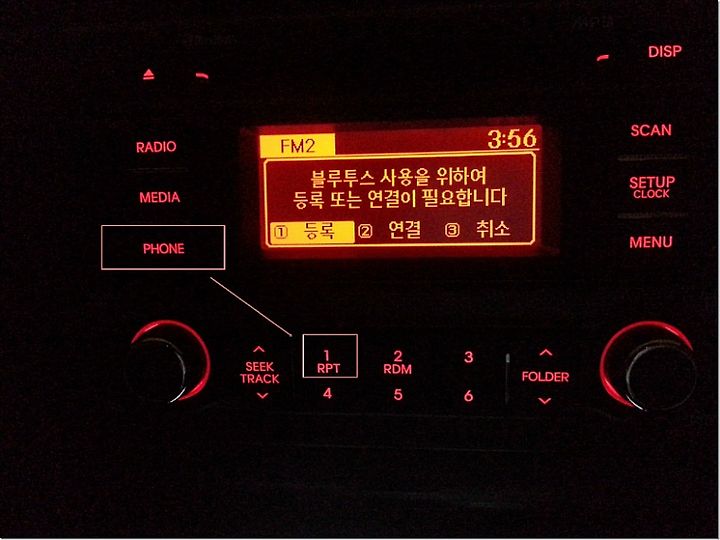 DISP
RADIO
MEDIA
PHONE
FM2 3:56
블루투스 사용을 위하여
등록 또는 연결이 필요합니다
① 등록 ② 연결 ③ 취소
SCAN
SETUP
CLOCK
MENU
SEEK
TRACK
1
RPT
2
RDM
3
4
5
6
FOLDER